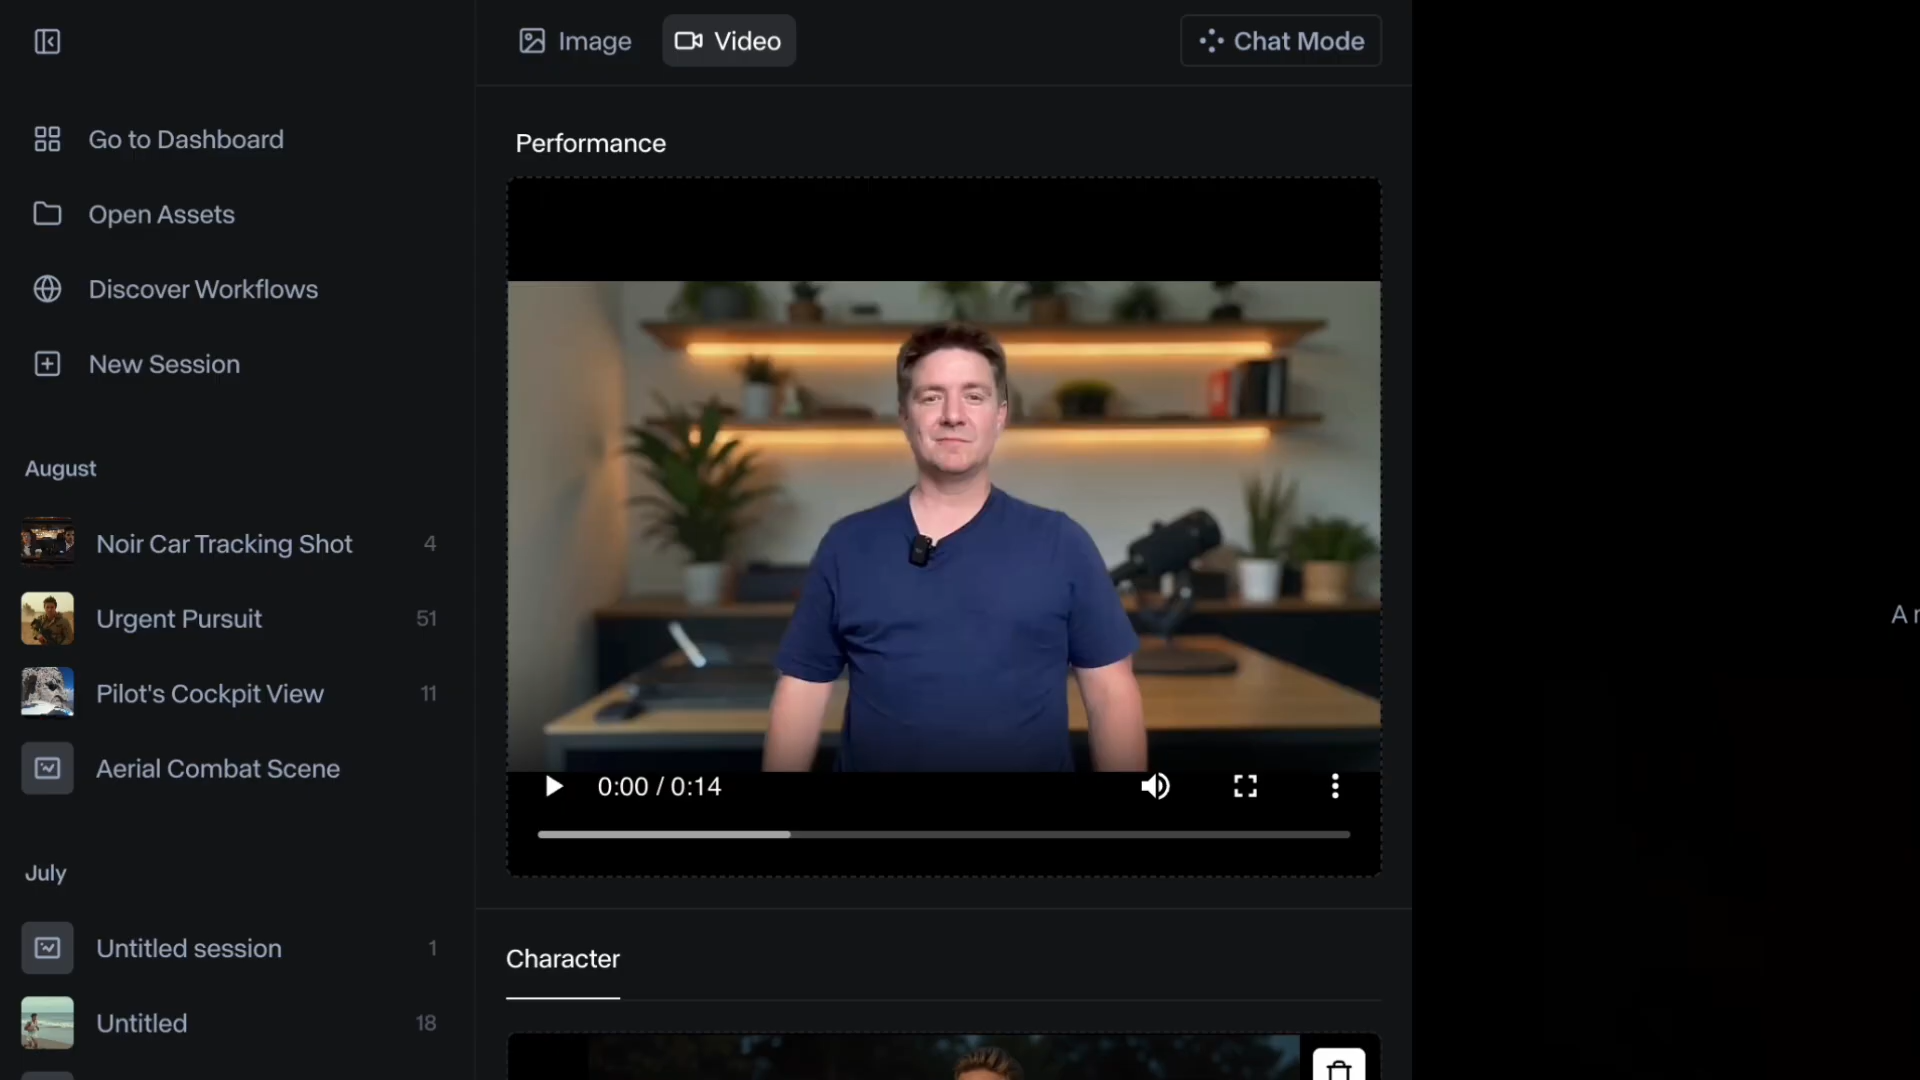 Image
Video
Chat Mode
Go to Dashboard
Open Assets
Discover Workflows
New Session
August
Noir Car Tracking Shot 4
Urgent Pursuit 51
Pilot's Cockpit View 11
Aerial Combat Scene
July
Untitled session 1
Untitled 18
Performance
0:00 / 0:14
Character
A